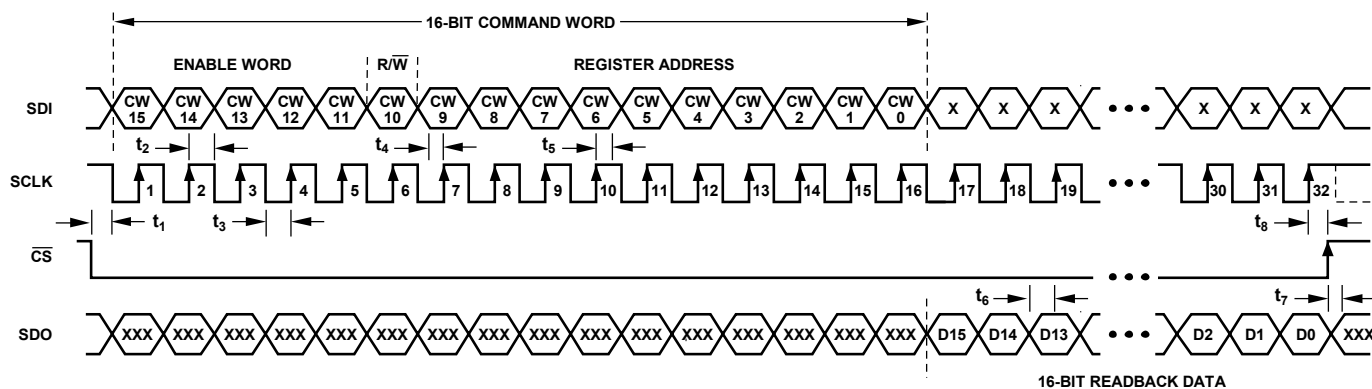 16-BIT COMMAND WORD
ENABLE WORD R/W̅ REGISTER ADDRESS
SDI CW 15 CW 14 CW 13 CW 12 CW 11 CW 10 CW 9 CW 8 CW 7 CW 6 CW 5 CW 4 CW 3 CW 2 CW 1 CW 0 X X X X X X
t2 t4 t5
SCLK 1 2 3 4 5 6 7 8 9 10 11 12 13 14 15 16 17 18 19 30 31 32
t1 t3 t8
C̅S̅
t6 t7
SDO XXX XXX XXX XXX XXX XXX XXX XXX XXX XXX XXX XXX XXX XXX XXX XXX D15 D14 D13 D2 D1 D0 XXX
16-BIT READBACK DATA